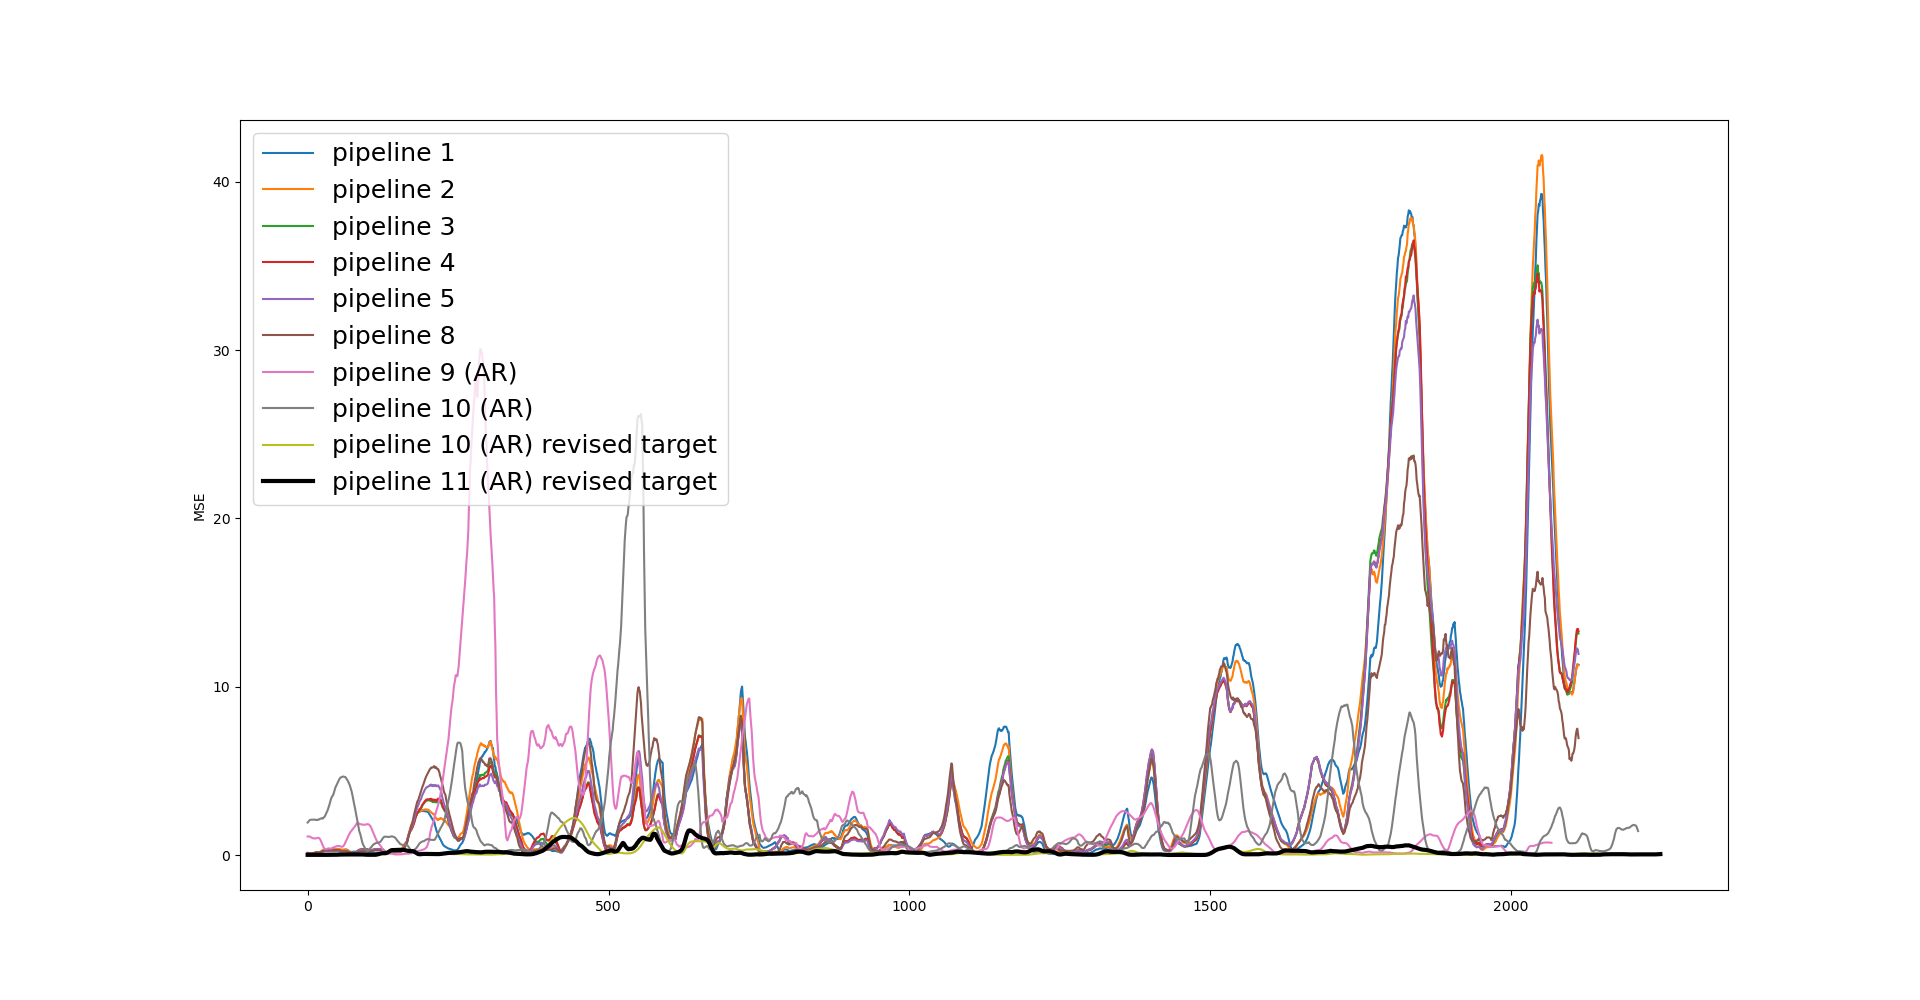 pipeline 1
pipeline 2
pipeline 3
pipeline 4
pipeline 5
pipeline 8
pipeline 9 (AR)
pipeline 10 (AR)
pipeline 10 (AR) revised target
pipeline 11 (AR) revised target
MSE
40
30
20
10
0
0
500
1000
1500
2000